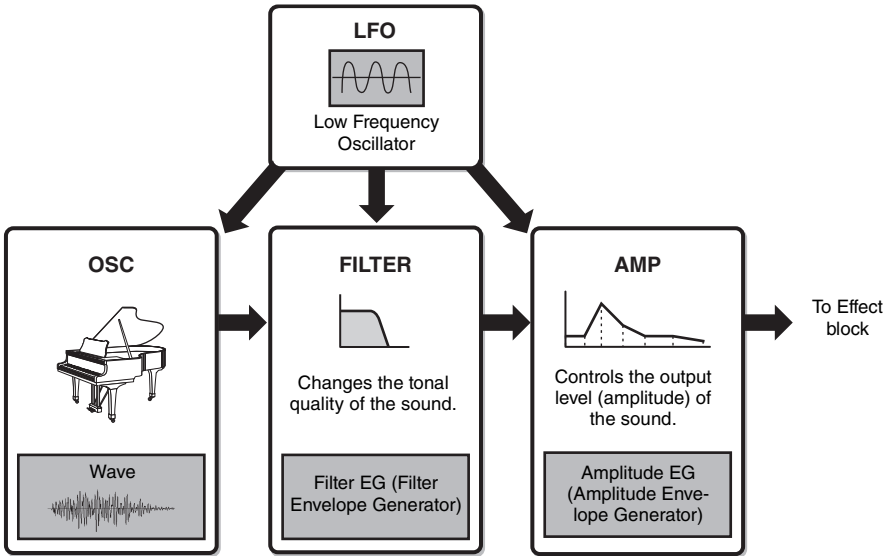 LFO
Low Frequency
Oscillator
OSC
Wave
FILTER
Changes the tonal
quality of the sound.
Filter EG (Filter
Envelope Generator)
AMP
Controls the output
level (amplitude) of
the sound.
Amplitude EG
(Amplitude Enve-
lope Generator)
To Effect
block